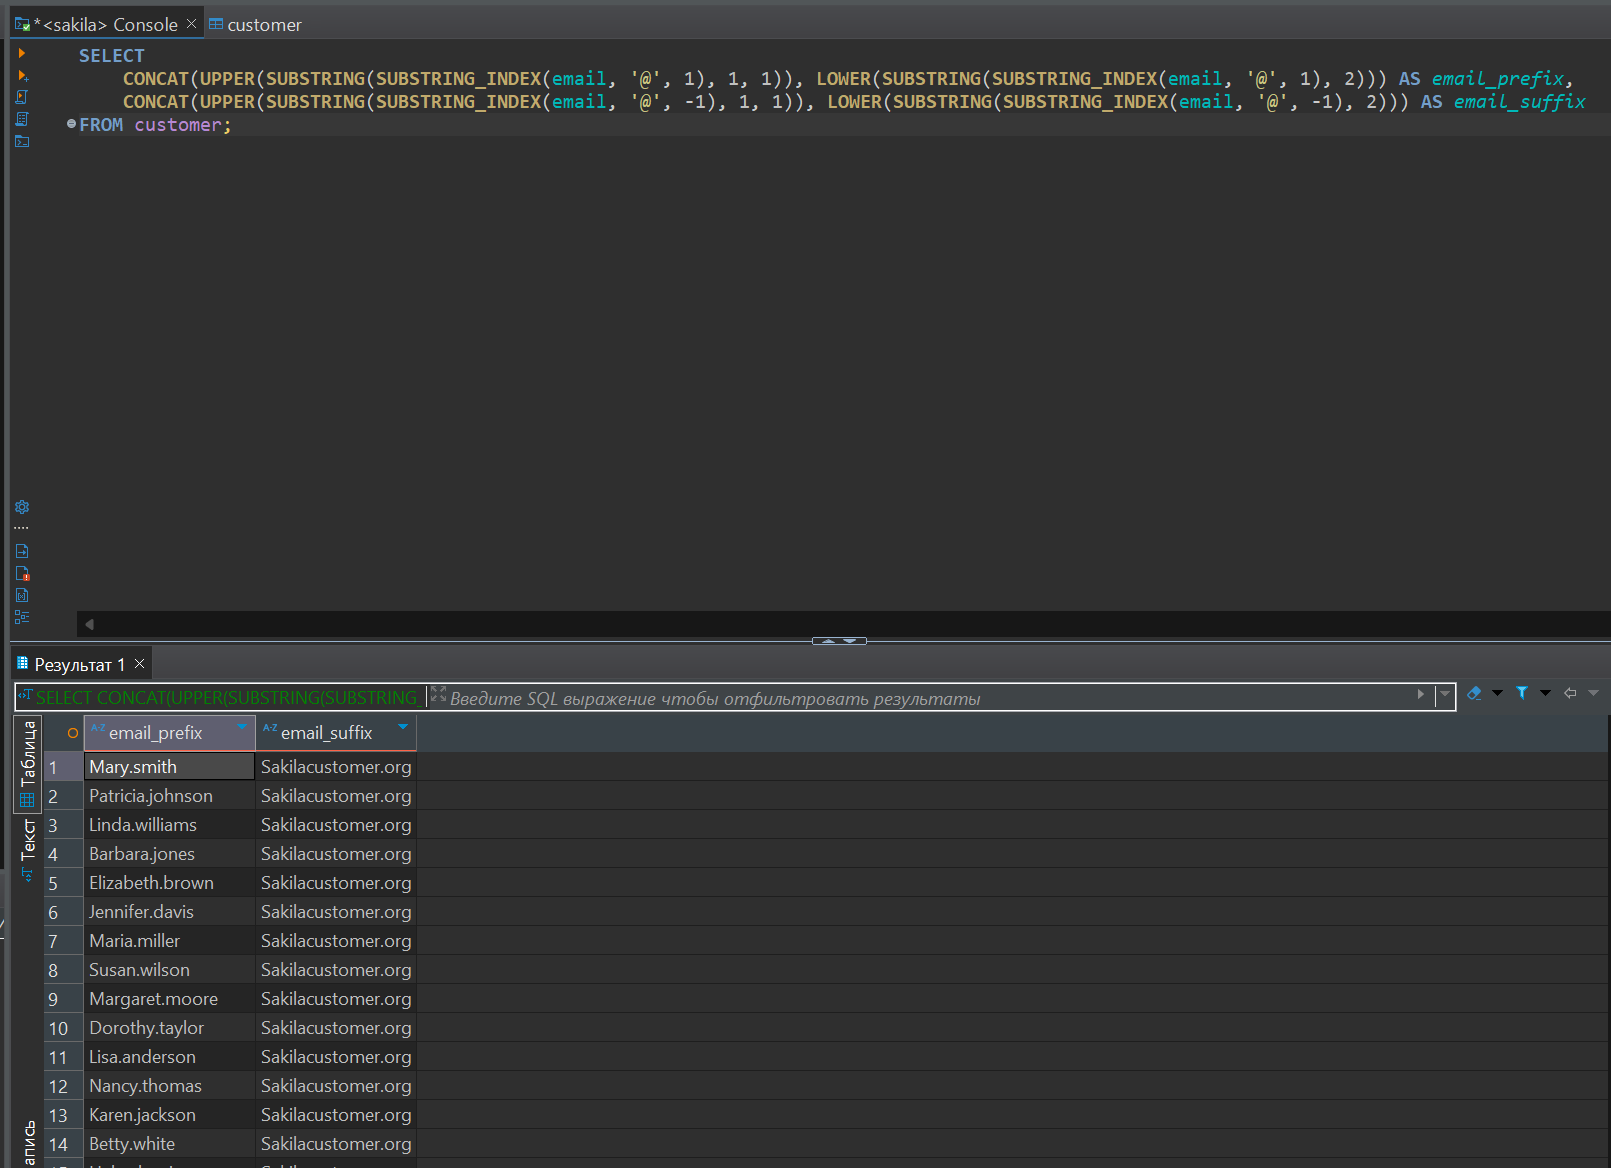 *<sakila> Console
customer
SELECT
CONCAT(UPPER(SUBSTRING(SUBSTRING_INDEX(email, '@', 1), 1, 1)), LOWER(SUBSTRING(SUBSTRING_INDEX(email, '@', 1), 2))) AS email_prefix,
CONCAT(UPPER(SUBSTRING(SUBSTRING_INDEX(email, '@', -1), 1, 1)), LOWER(SUBSTRING(SUBSTRING_INDEX(email, '@', -1), 2))) AS email_suffix
FROM customer;
Результат 1
SELECT CONCAT(UPPER(SUBSTRING(SUBSTRING_
Введите SQL выражение чтобы отфильтровать результаты
Таблица
Текст
апись
A-Z email_prefix A-Z email_suffix
1 Mary.smith Sakilacustomer.org
2 Patricia.johnson Sakilacustomer.org
3 Linda.williams Sakilacustomer.org
4 Barbara.jones Sakilacustomer.org
5 Elizabeth.brown Sakilacustomer.org
6 Jennifer.davis Sakilacustomer.org
7 Maria.miller Sakilacustomer.org
8 Susan.wilson Sakilacustomer.org
9 Margaret.moore Sakilacustomer.org
10 Dorothy.taylor Sakilacustomer.org
11 Lisa.anderson Sakilacustomer.org
12 Nancy.thomas Sakilacustomer.org
13 Karen.jackson Sakilacustomer.org
14 Betty.white Sakilacustomer.org